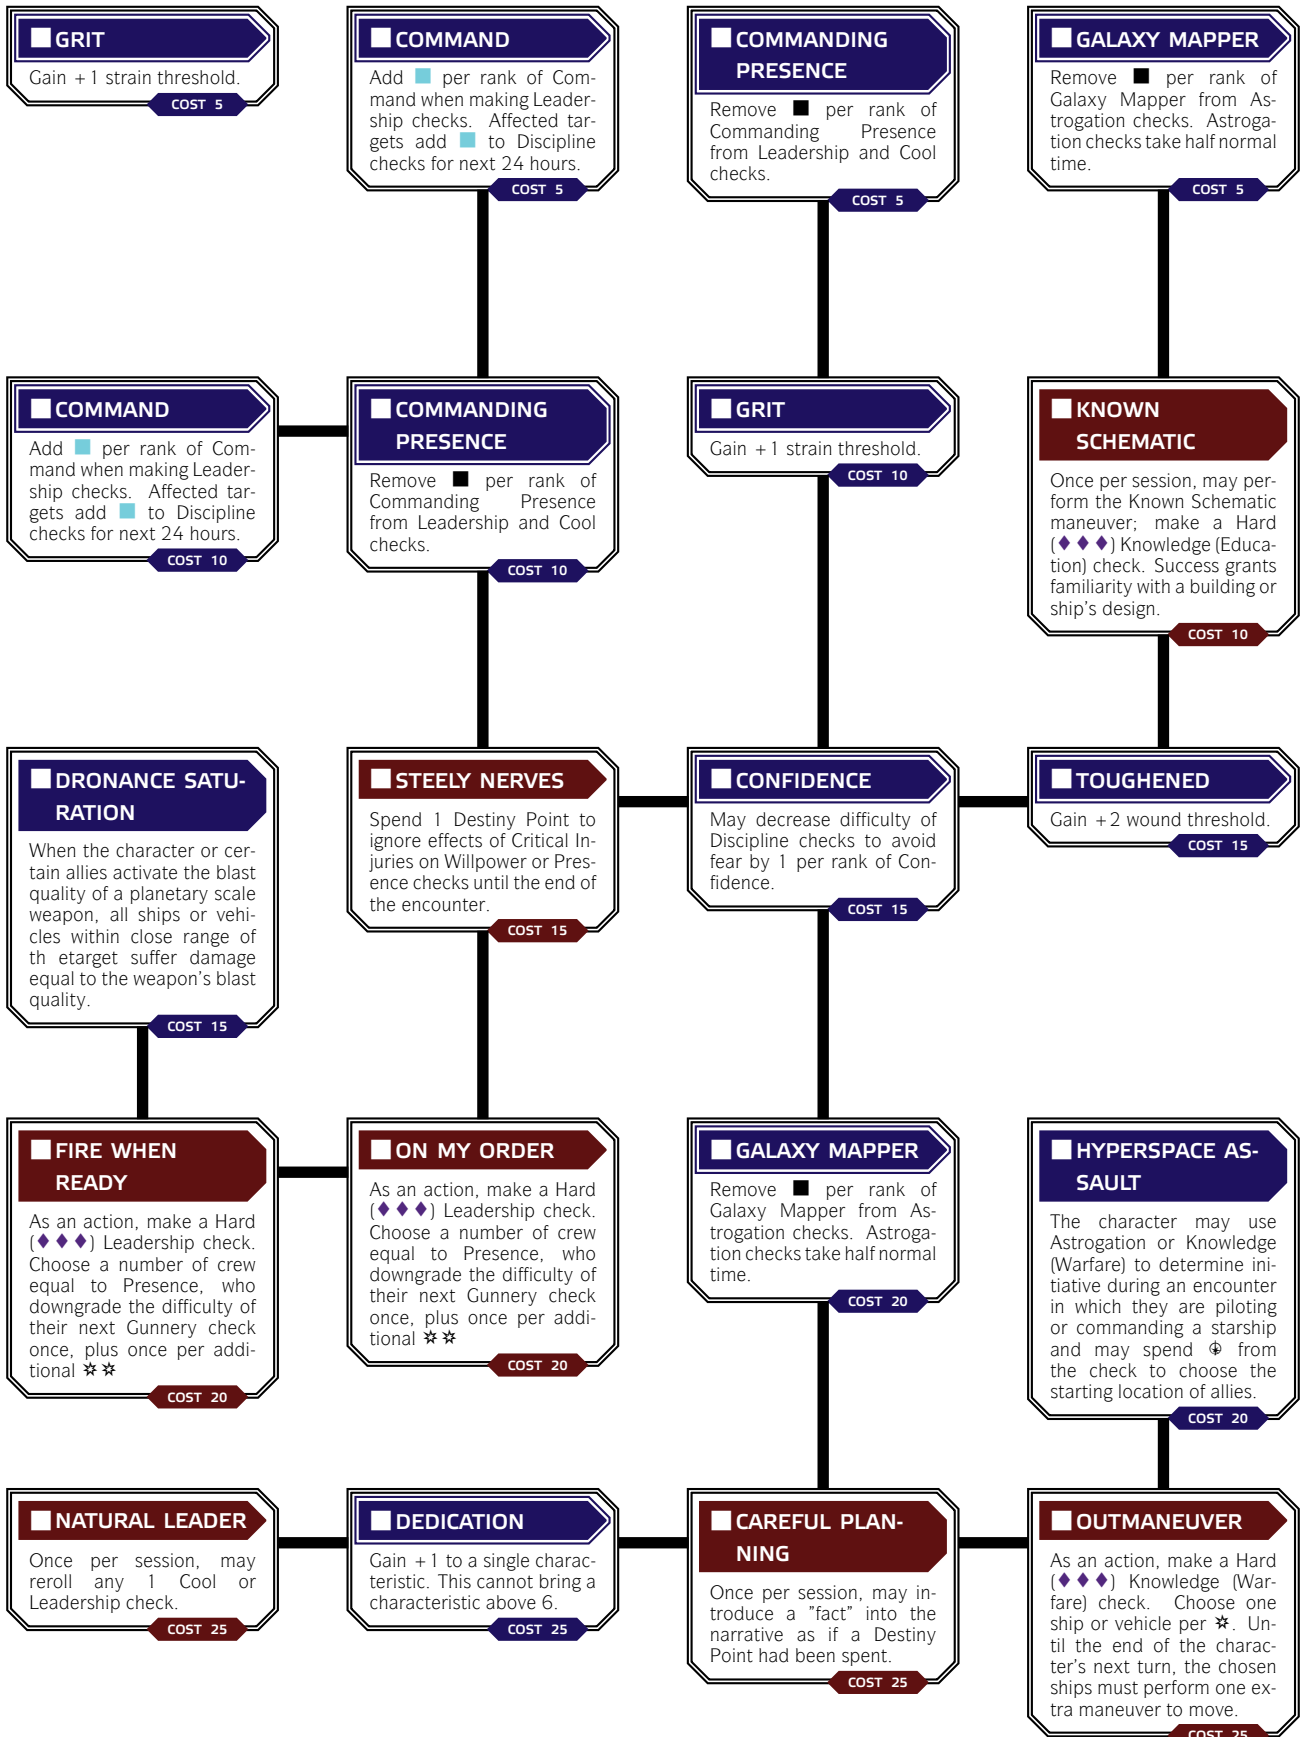 GRIT
Gain +1 strain threshold.
COST 5
COMMAND
Add per rank of Com-
mand when making Leader-
ship checks. Affected tar-
gets add to Discipline
checks for next 24 hours.
COST 5
COMMANDING
PRESENCE
Remove per rank of
Commanding Presence
from Leadership and Cool
checks.
COST 5
GALAXY MAPPER
Remove per rank of
Galaxy Mapper from As-
trogation checks. Astroga-
tion checks take half normal
time.
COST 5
COMMAND
Add per rank of Com-
mand when making Leader-
ship checks. Affected tar-
gets add to Discipline
checks for next 24 hours.
COST 10
COMMANDING
PRESENCE
Remove per rank of
Commanding Presence
from Leadership and Cool
checks.
COST 10
GRIT
Gain +1 strain threshold.
COST 10
KNOWN
SCHEMATIC
Once per session, may per-
form the Known Schematic
maneuver; make a Hard
(♦♦♦) Knowledge (Educa-
tion) check. Success grants
familiarity with a building or
ship's design.
COST 10
DRONANCE SATU-
RATION
When the character or cer-
tain allies activate the blast
quality of a planetary scale
weapon, all ships or vehi-
cles within close range of
th etarget suffer damage
equal to the weapon's blast
quality.
COST 15
STEELY NERVES
Spend 1 Destiny Point to
ignore effects of Critical In-
juries on Willpower or Pres-
ence checks until the end of
the encounter.
COST 15
CONFIDENCE
May decrease difficulty of
Discipline checks to avoid
fear by 1 per rank of Con-
fidence.
COST 15
TOUGHENED
Gain +2 wound threshold.
COST 15
FIRE WHEN
READY
As an action, make a Hard
(♦♦♦) Leadership check.
Choose a number of crew
equal to Presence, who
downgrade the difficulty of
their next Gunnery check
once, plus once per addi-
tional
COST 20
ON MY ORDER
As an action, make a Hard
(♦♦♦) Leadership check.
Choose a number of crew
equal to Presence, who
downgrade the difficulty of
their next Gunnery check
once, plus once per addi-
tional
COST 20
GALAXY MAPPER
Remove per rank of
Galaxy Mapper from As-
trogation checks. Astroga-
tion checks take half normal
time.
COST 20
HYPERSPACE AS-
SAULT
The character may use
Astrogation or Knowledge
(Warfare) to determine ini-
tiative during an encounter
in which they are piloting
or commanding a starship
and may spend from
the check to choose the
starting location of allies.
COST 20
NATURAL LEADER
Once per session, may
reroll any 1 Cool or
Leadership check.
COST 25
DEDICATION
Gain +1 to a single charac-
teristic. This cannot bring a
characteristic above 6.
COST 25
CAREFUL PLAN-
NING
Once per session, may in-
troduce a "fact" into the
narrative as if a Destiny
Point had been spent.
COST 25
OUTMANEUVER
As an action, make a Hard
(♦♦♦) Knowledge (War-
fare) check. Choose one
ship or vehicle per . Un-
til the end of the charac-
ter's next turn, the chosen
ships must perform one ex-
tra maneuver to move.
COST 25